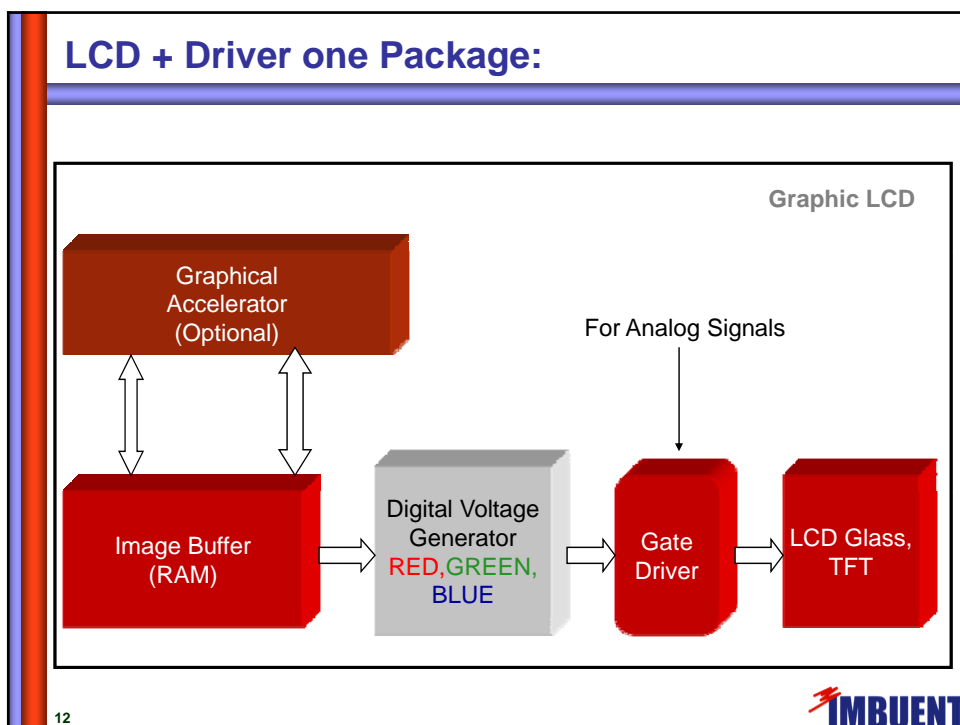 LCD + Driver one Package:
Graphic LCD
Graphical
Accelerator
(Optional)
For Analog Signals
Image Buffer
(RAM)
Digital Voltage
Generator
RED,GREEN,
BLUE
Gate
Driver
LCD Glass,
TFT
12
IMBUENT